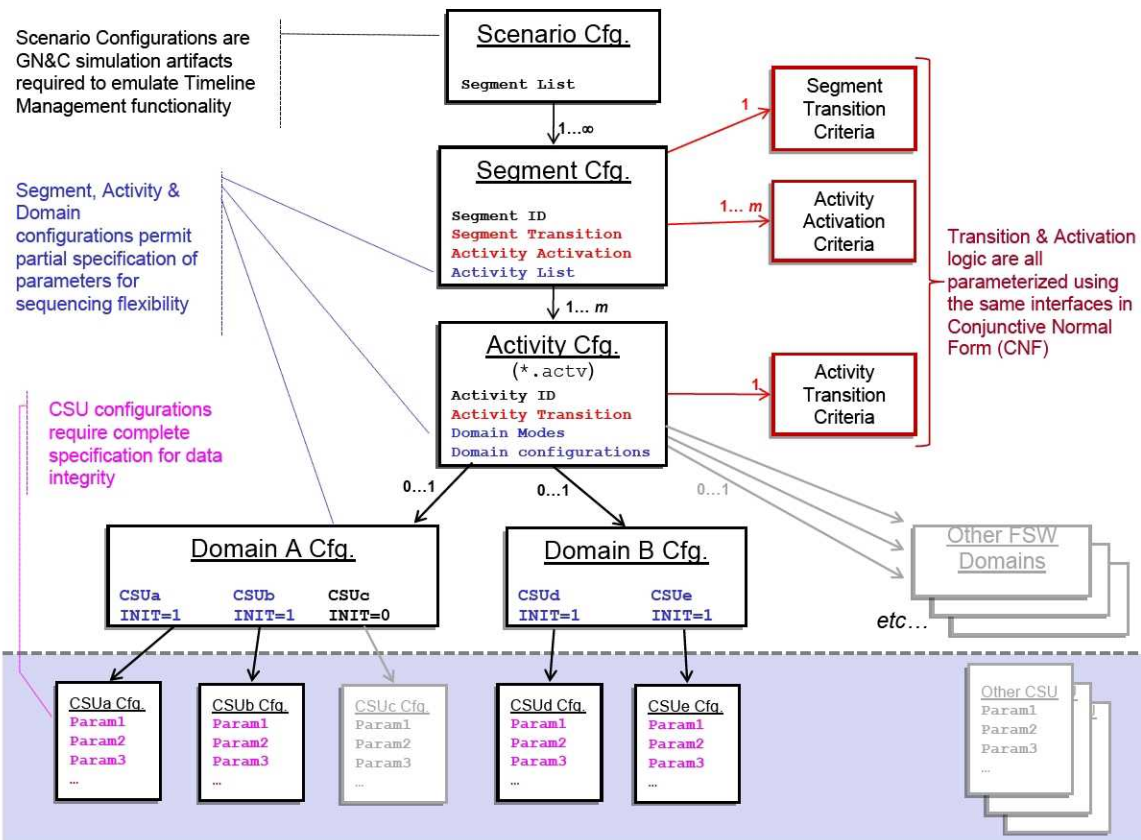 Scenario Configurations are
GN&C simulation artifacts
required to emulate Timeline
Management functionality
Scenario Cfg.
Segment List
1…∞
Segment, Activity &
Domain
configurations permit
partial specification of
parameters for
sequencing flexibility
Segment Cfg.
Segment ID
Segment Transition
Activity Activation
Activity List
1
Segment
Transition
Criteria
1… m
Activity
Activation
Criteria
Transition & Activation
logic are all
parameterized using
the same interfaces in
Conjunctive Normal
Form (CNF)
1… m
Activity Cfg.
(*.actv)
Activity ID
Activity Transition
Domain Modes
Domain configurations
1
Activity
Transition
Criteria
CSU configurations
require complete
specification for data
integrity
0…1
0…1
0…1
Domain A Cfg.
CSUa CSUb CSUc
INIT=1 INIT=1 INIT=0
Domain B Cfg.
CSUd CSUe
INIT=1 INIT=1
Other FSW
Domains
etc…
CSUa Cfg.
Param1
Param2
Param3
…
CSUb Cfg.
Param1
Param2
Param3
…
CSUc Cfg.
Param1
Param2
Param3
…
CSUd Cfg.
Param1
Param2
Param3
…
CSUe Cfg.
Param1
Param2
Param3
…
Other CSU
Param1
Param2
Param3
…